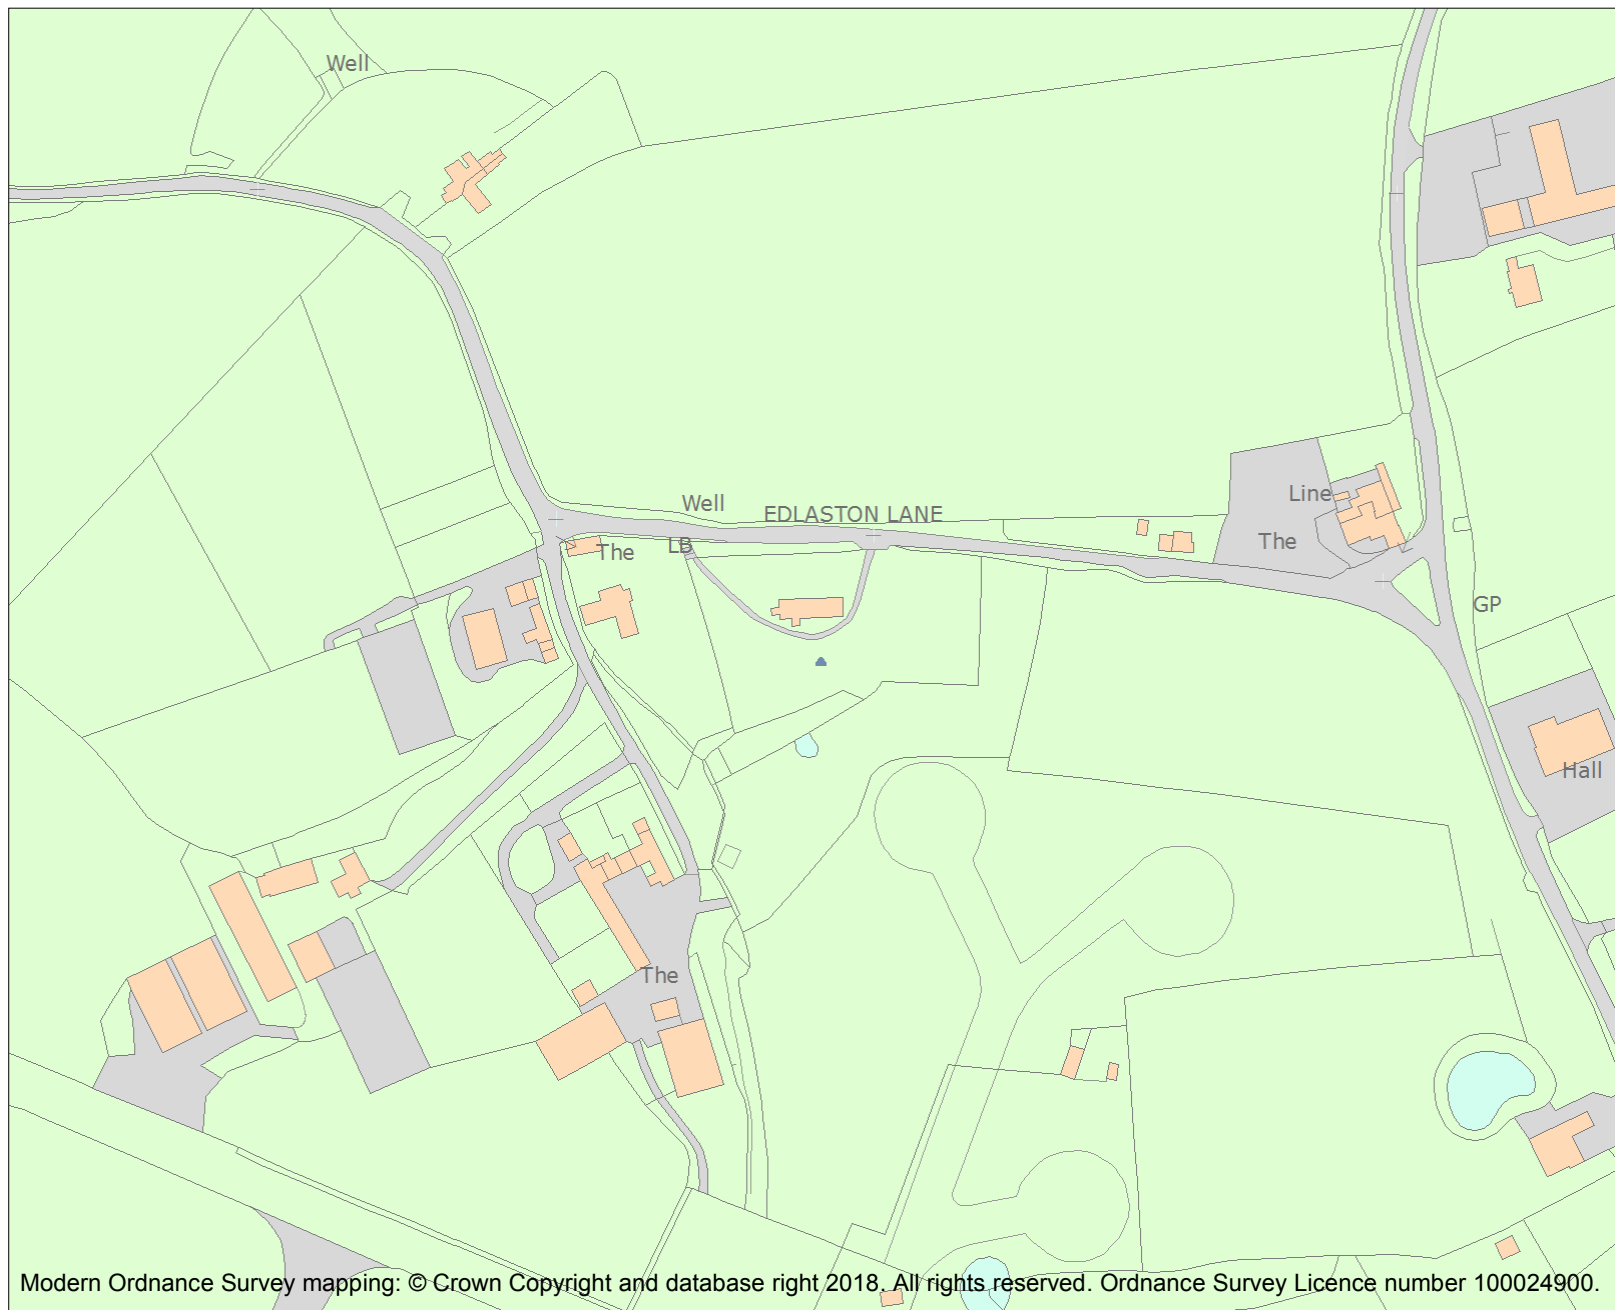 Well
Well
EDLASTON LANE
Line
The
LB
The
GP
Hall
The
Modern Ordnance Survey mapping: © Crown Copyright and database right 2018. All rights reserved. Ordnance Survey Licence number 100024900.